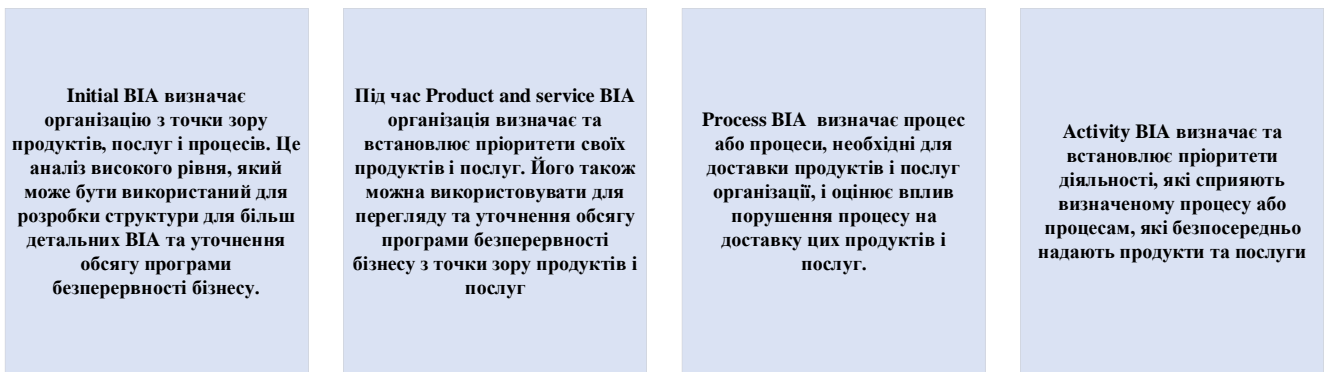 Initial BIA визначає
організацію з точки зору
продуктів, послуг і процесів. Це
аналіз високого рівня, який
може бути використаний для
розробки структури для більш
детальних BIA та уточнення
обсягу програми
безперервності бізнесу.
Під час Product and service BIA
організація визначає та
встановлює пріоритети своїх
продуктів і послуг. Його також
можна використовувати для
перегляду та уточнення обсягу
програми безперервності
бізнесу з точки зору продуктів і
послуг
Process BIA визначає процес
або процеси, необхідні для
доставки продуктів і послуг
організації, і оцінює вплив
порушення процесу на
доставку цих продуктів і
послуг.
Activity BIA визначає та
встановлює пріоритети
діяльності, які сприяють
визначеному процесу або
процесам, які безпосередньо
надають продукти та послуги